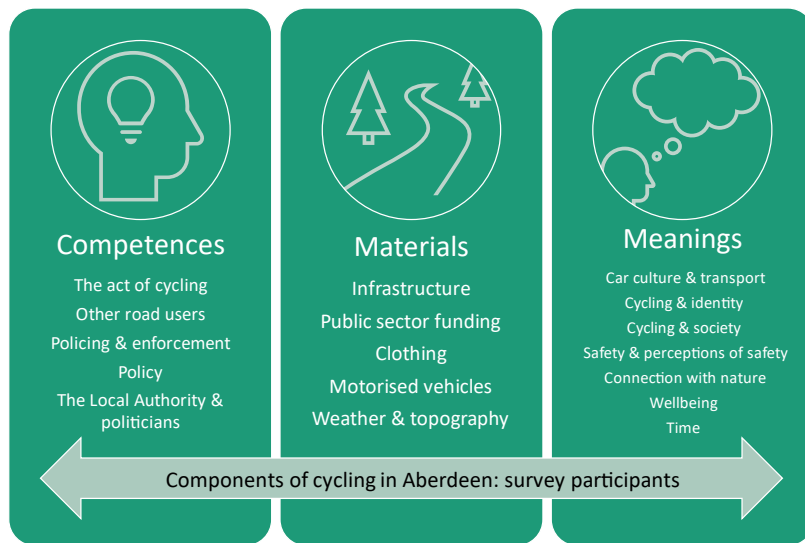 Competences
The act of cycling
Other road users
Policing & enforcement
Policy
The Local Authority &
politicians
Materials
Infrastructure
Public sector funding
Clothing
Motorised vehicles
Weather & topography
Meanings
Car culture & transport
Cycling & identity
Cycling & society
Safety & perceptions of safety
Connection with nature
Wellbeing
Time
Components of cycling in Aberdeen: survey participants